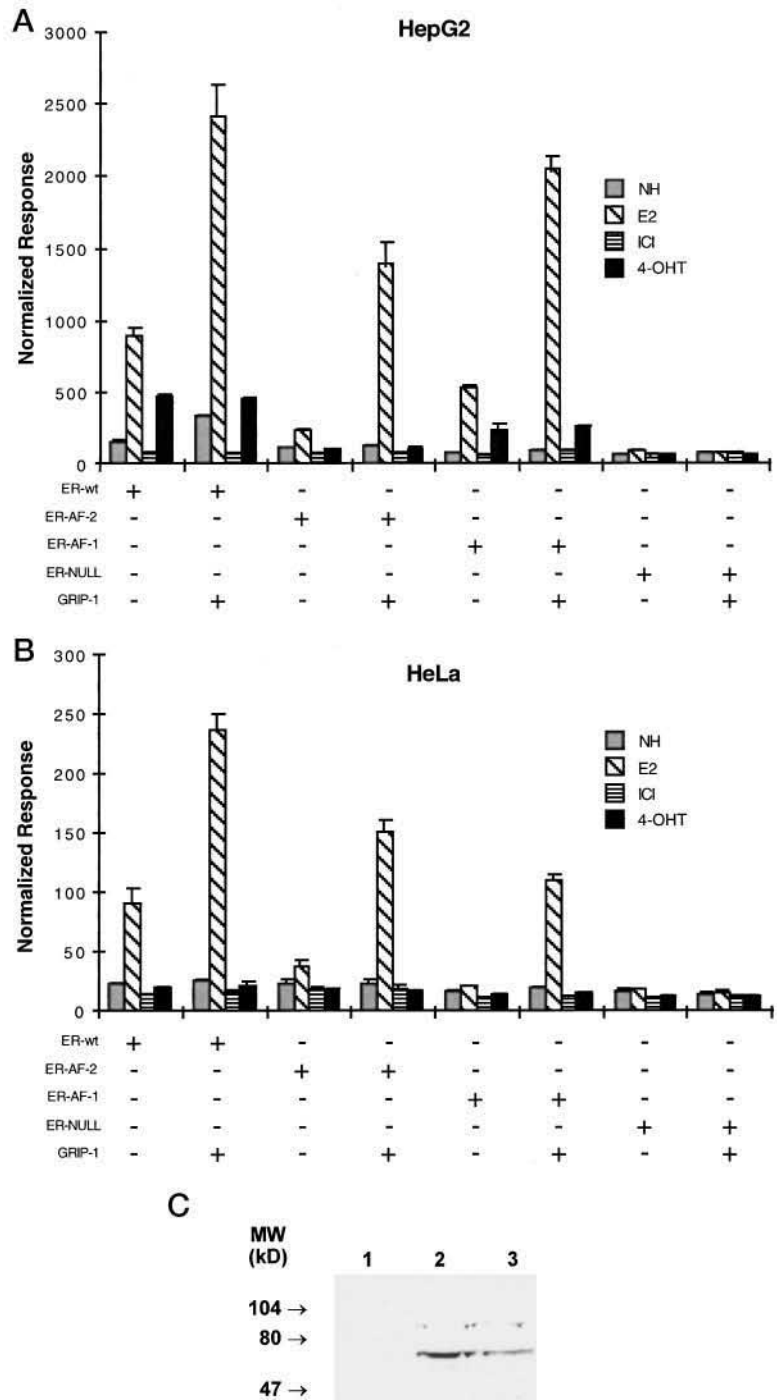 A
HepG2
3000
2500
2000
1500
1000
500
0
Normalized Response
NH
E2
ICI
4-OHT
ER-wt + + - - - - - -
ER-AF-2 - - + + - - - -
ER-AF-1 - - - - + + - -
ER-NULL - - - - - - + +
GRIP-1 - + - + - + - +
B
HeLa
300
250
200
150
100
50
0
Normalized Response
NH
E2
ICI
4-OHT
ER-wt + + - - - - - -
ER-AF-2 - - + + - - - -
ER-AF-1 - - - - + + - -
ER-NULL - - - - - - + +
GRIP-1 - + - + - + - +
C
MW
(kD) 1 2 3
104 →
80 →
47 →